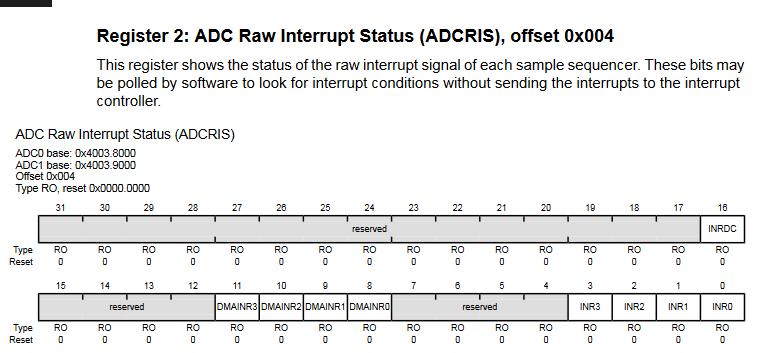 Register 2: ADC Raw Interrupt Status (ADCRIS), offset 0x004
This register shows the status of the raw interrupt signal of each sample sequencer. These bits may
be polled by software to look for interrupt conditions without sending the interrupts to the interrupt
controller.
ADC Raw Interrupt Status (ADCRIS)
ADC0 base: 0x4003.8000
ADC1 base: 0x4003.9000
Offset 0x004
Type RO, reset 0x0000.0000
31 30 29 28 27 26 25 24 23 22 21 20 19 18 17 16
reserved INRDC
Type RO RO RO RO RO RO RO RO RO RO RO RO RO RO RO RO
Reset 0 0 0 0 0 0 0 0 0 0 0 0 0 0 0 0
15 14 13 12 11 10 9 8 7 6 5 4 3 2 1 0
reserved DMAINR3 DMAINR2 DMAINR1 DMAINR0 reserved INR3 INR2 INR1 INR0
Type RO RO RO RO RO RO RO RO RO RO RO RO RO RO RO RO
Reset 0 0 0 0 0 0 0 0 0 0 0 0 0 0 0 0